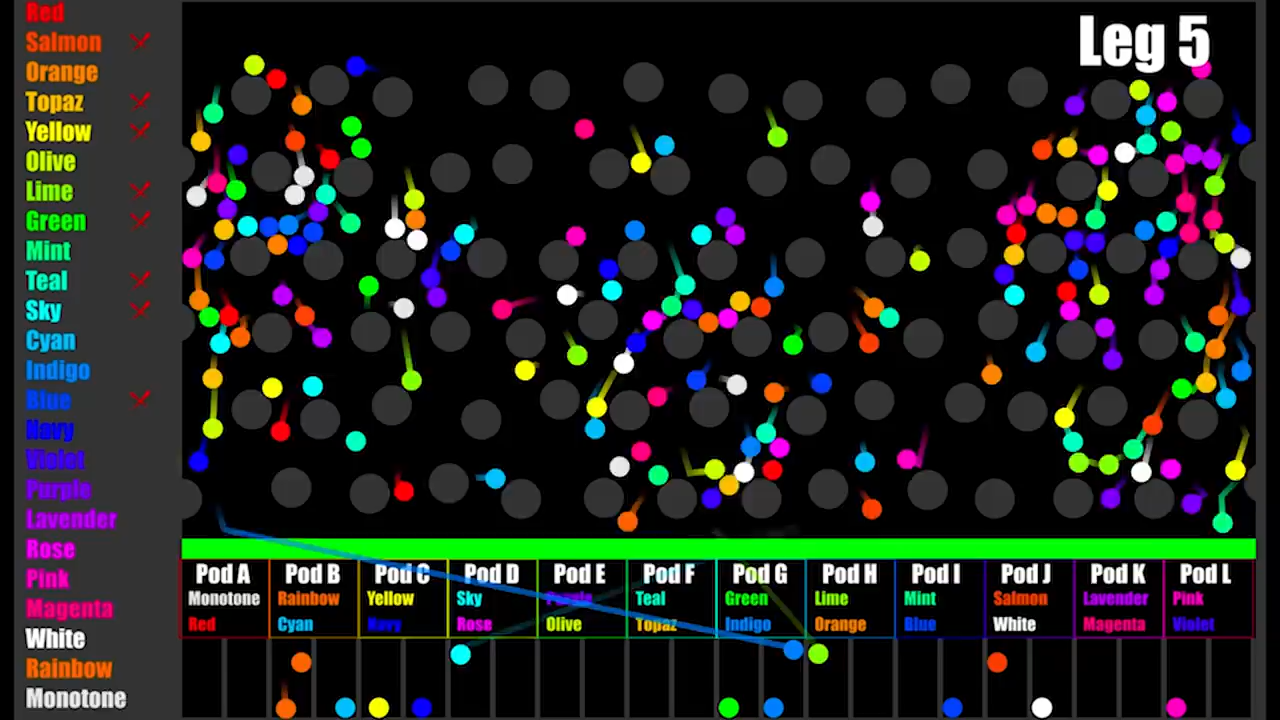 Leg 5
Red
Salmon
Orange
Topaz
Yellow
Olive
Lime
Green
Mint
Teal
Sky
Cyan
Indigo
Blue
Navy
Violet
Purple
Lavender
Rose
Pink
Magenta
White
Rainbow
Monotone
Pod A Pod B Pod C Pod D Pod E Pod F Pod G Pod H Pod I Pod J Pod K Pod L
Monotone Rainbow Yellow Sky Purple Teal Green Lime Mint Salmon Lavender Pink
Red Cyan Navy Rose Olive Topaz Indigo Orange Blue White Magenta Violet